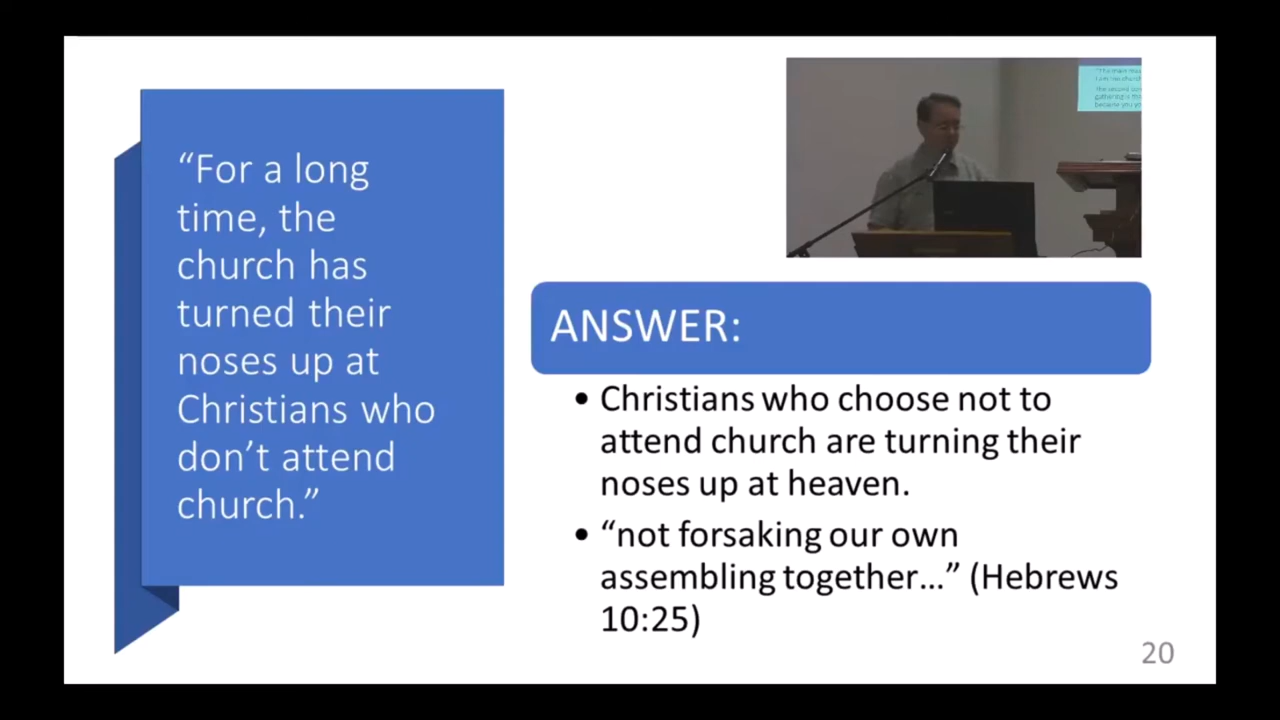 “For a long
time, the
church has
turned their
noses up at
Christians who
don’t attend
church.”
ANSWER:
• Christians who choose not to
attend church are turning their
noses up at heaven.
• “not forsaking our own
assembling together…” (Hebrews
10:25)
20